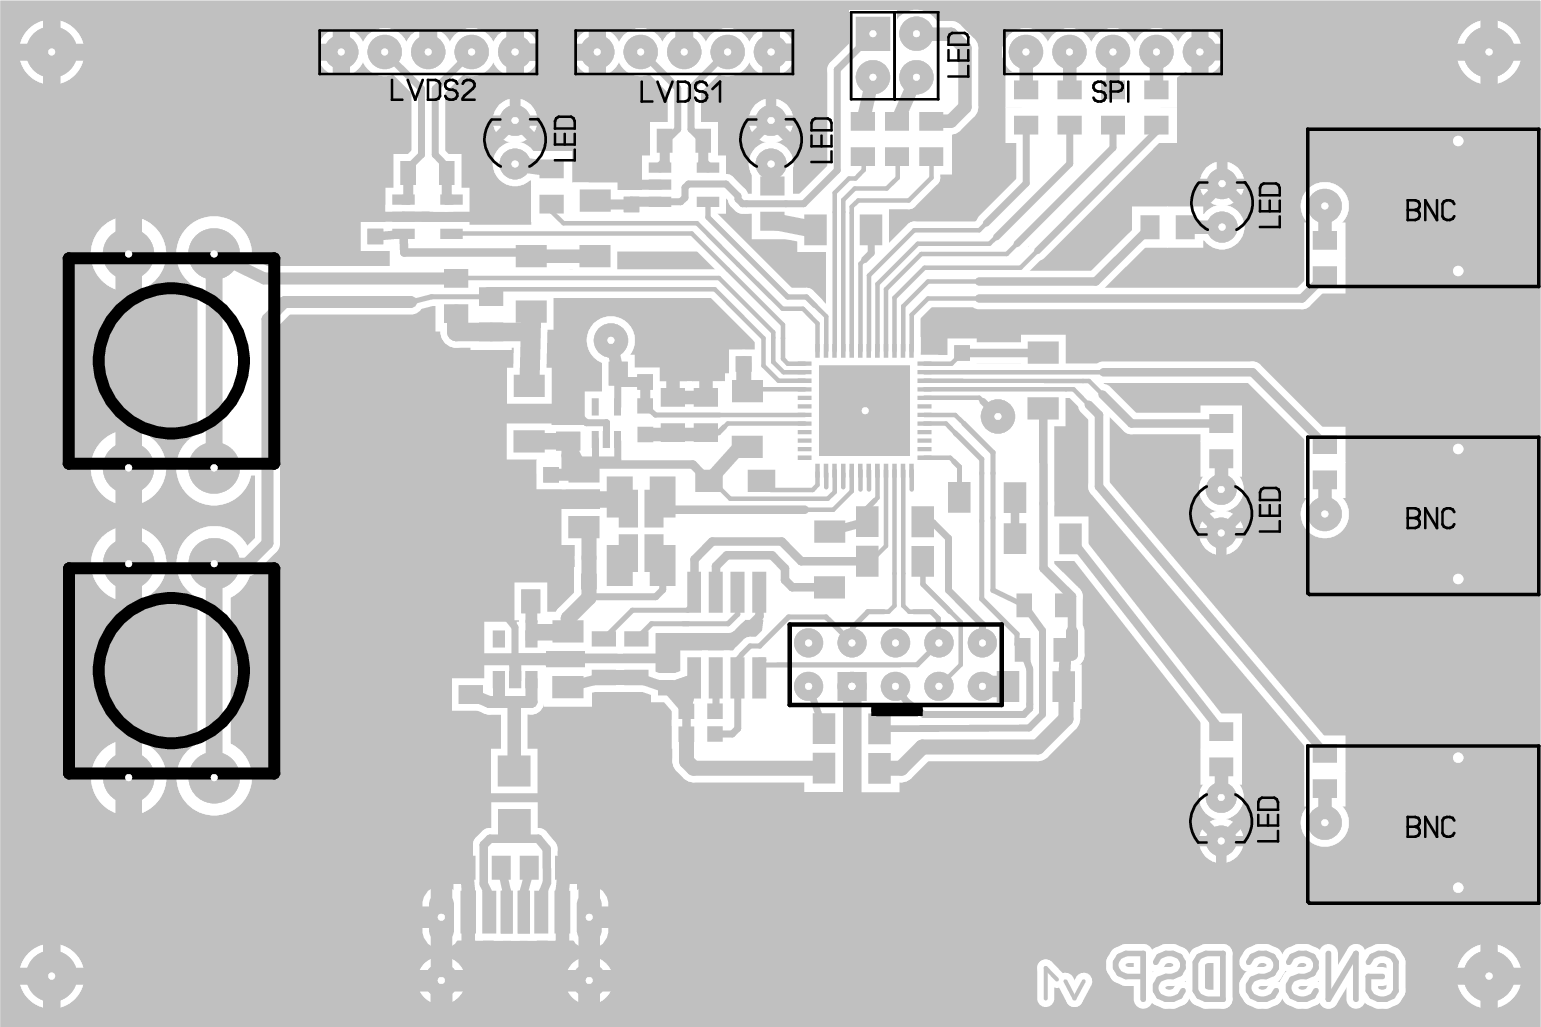 LED
LVDS2
LVDS1
SPI
LED
LED
LED
BNC
LED
BNC
LED
BNC
GNSS DSP v1